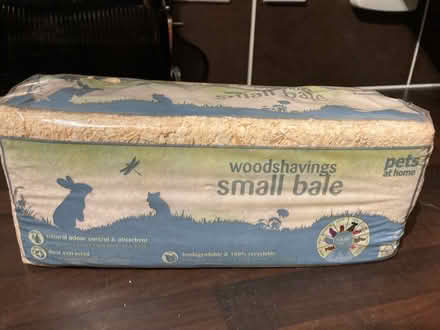 small bale
woodshavings
small bale
pets
at home
natural odour control & absorbent
dust extracted
biodegradable & 100% recyclable